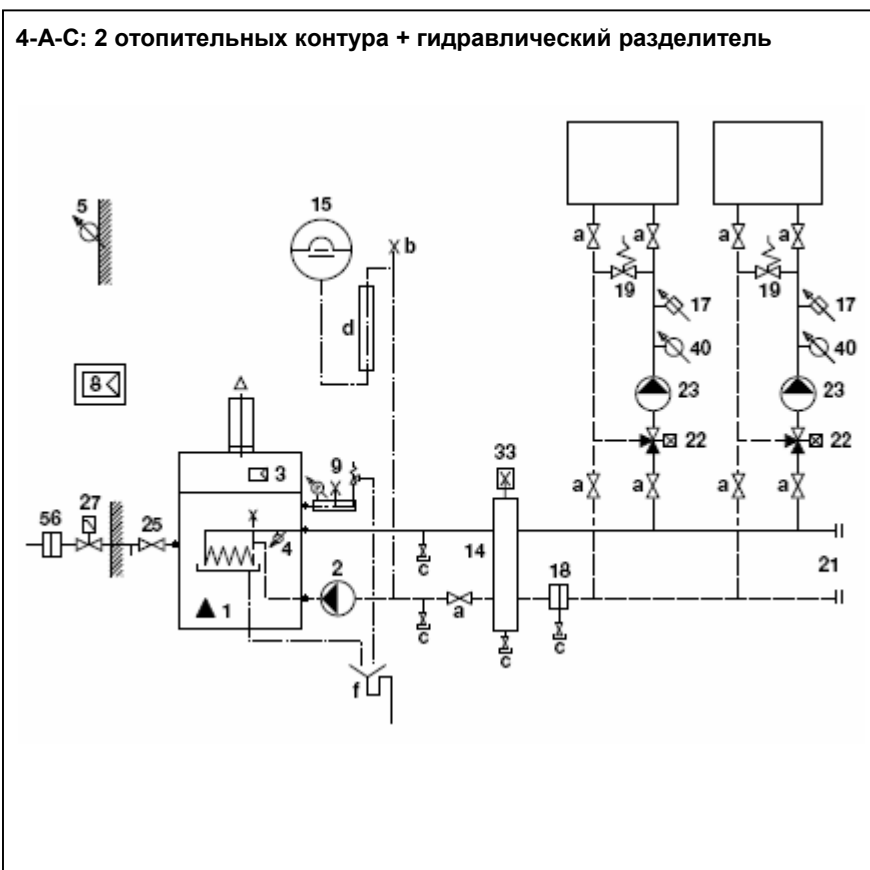 4-А-С: 2 отопительных контура + гидравлический разделитель
5
15
b
a
a
a
a
19
19
d
17
17
40
40
8
23
23
33
22
22
3
9
27
56
25
a
a
a
a
4
14
c
21
2
18
1
c
a
c
c
f